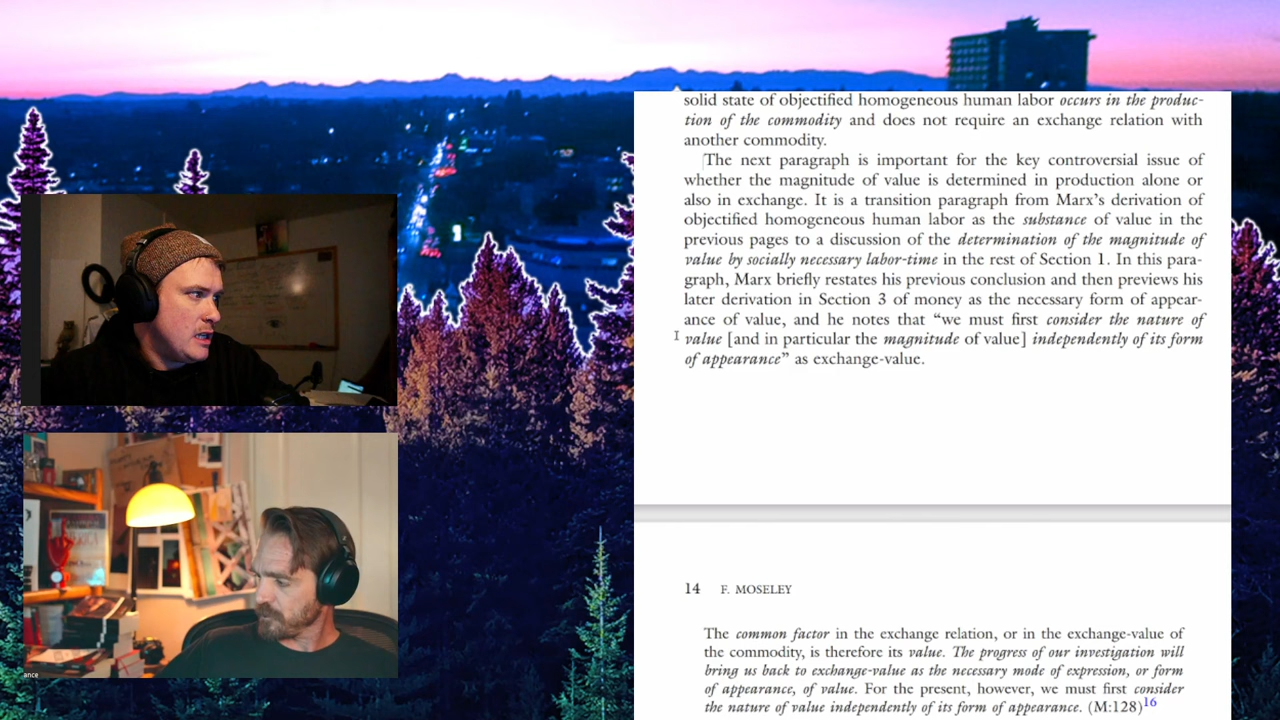 solid state of objectified homogeneous human labor occurs in the produc-
tion of the commodity and does not require an exchange relation with
another commodity.
The next paragraph is important for the key controversial issue of
whether the magnitude of value is determined in production alone or
also in exchange. It is a transition paragraph from Marx's derivation of
objectified homogeneous human labor as the substance of value in the
previous pages to a discussion of the determination of the magnitude of
value by socially necessary labor-time in the rest of Section 1. In this para-
graph, Marx briefly restates his previous conclusion and then previews his
later derivation in Section 3 of money as the necessary form of appear-
ance of value, and he notes that “we must first consider the nature of
value [and in particular the magnitude of value] independently of its form
of appearance” as exchange-value.
14 F. MOSELEY
The common factor in the exchange relation, or in the exchange-value of
the commodity, is therefore its value. The progress of our investigation will
bring us back to exchange-value as the necessary mode of expression, or form
of appearance, of value. For the present, however, we must first consider
the nature of value independently of its form of appearance. (M:128)16
ance